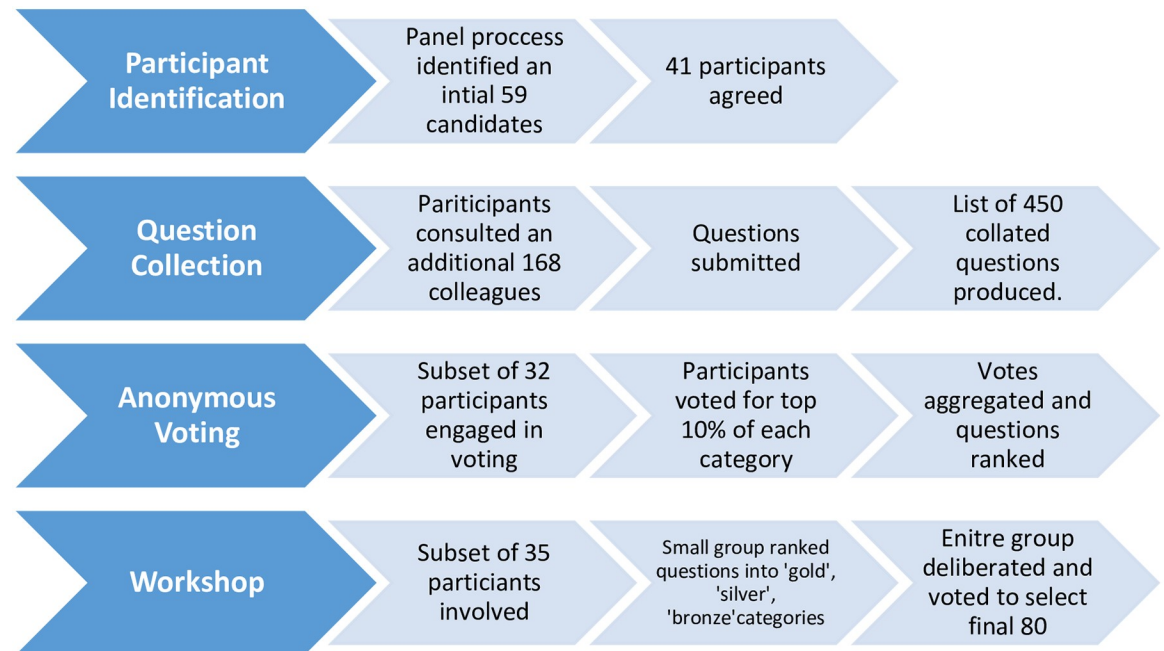 Participant
Identification
Panel proccess
identified an
intial 59
candidates
41 participants
agreed
Question
Collection
Pariticipants
consulted an
additional 168
colleagues
Questions
submitted
List of 450
collated
questions
produced.
Anonymous
Voting
Subset of 32
participants
engaged in
voting
Participants
voted for top
10% of each
category
Votes
aggregated and
questions
ranked
Workshop
Subset of 35
particiants
involved
Small group ranked
questions into 'gold',
'silver',
'bronze'categories
Enitre group
deliberated and
voted to select
final 80